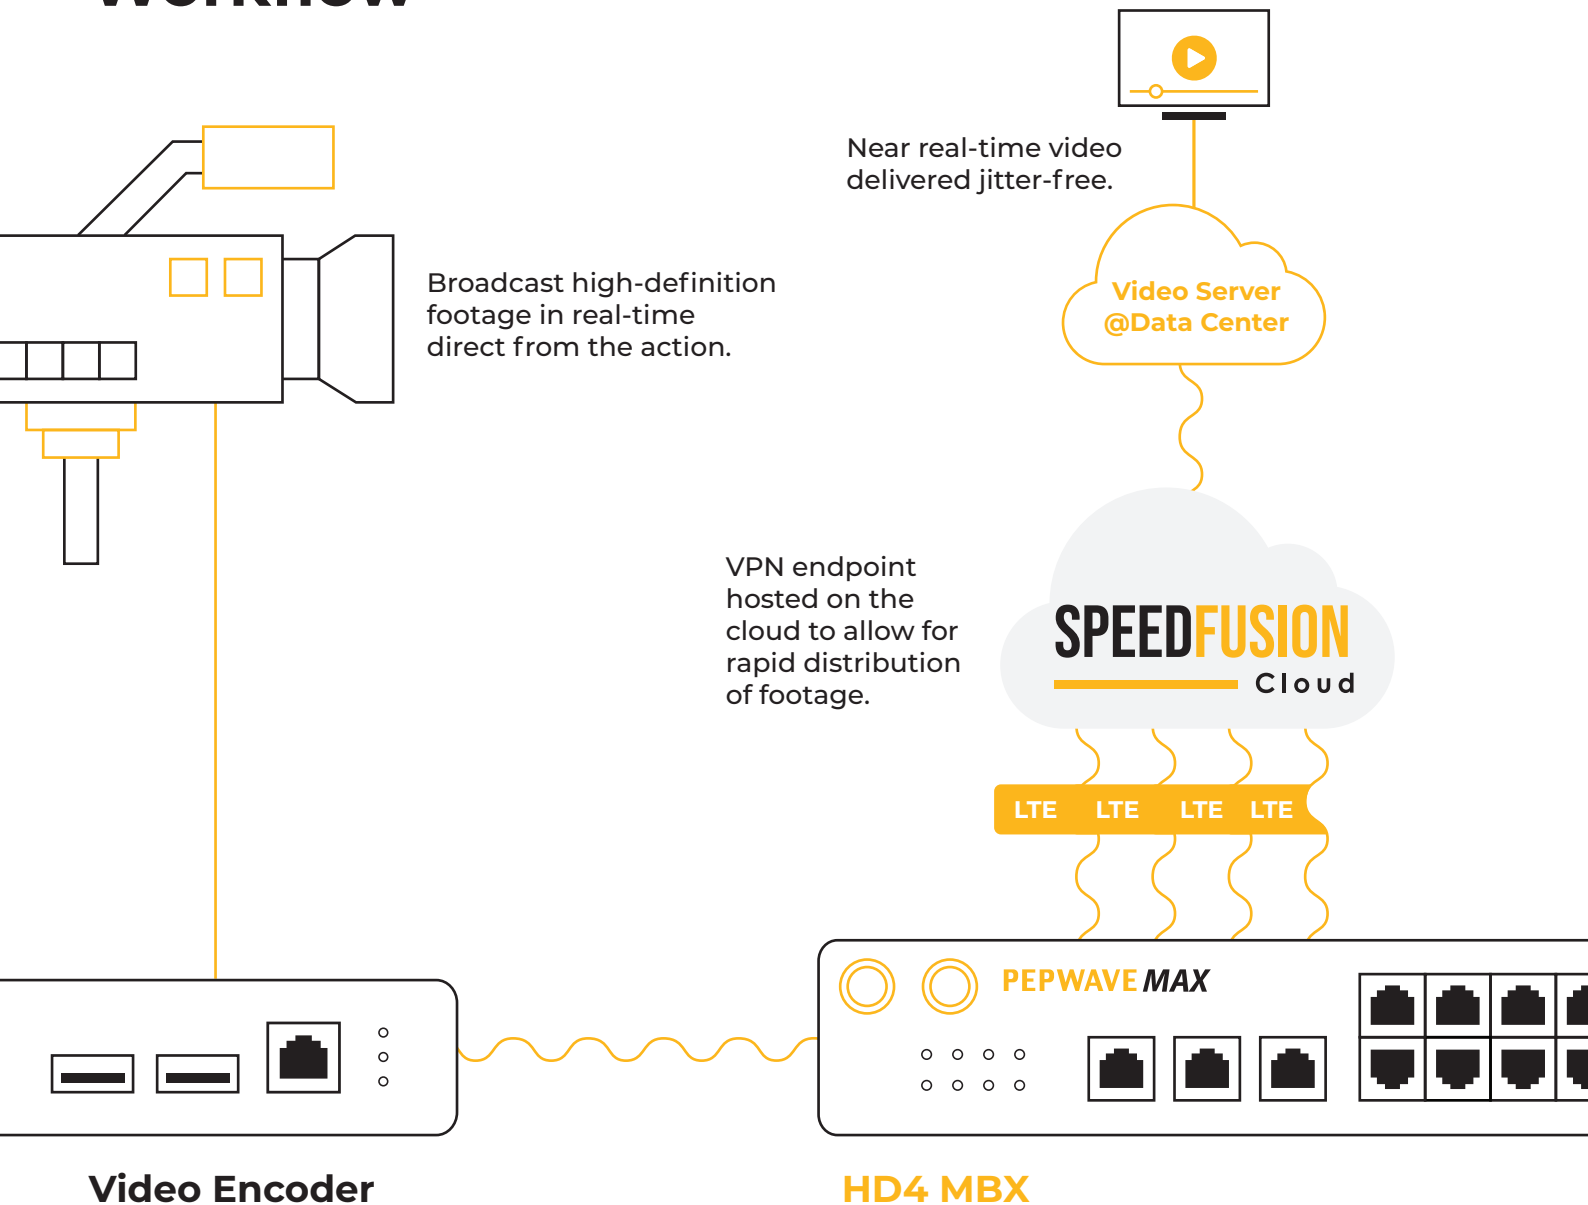 Workflow
Near real-time video
delivered jitter-free.
Broadcast high-definition
footage in real-time
direct from the action.
Video Server
@Data Center
VPN endpoint
hosted on the
cloud to allow for
rapid distribution
of footage.
SPEEDFUSION
Cloud
LTE LTE LTE LTE
PEPWAVE MAX
Video Encoder
HD4 MBX